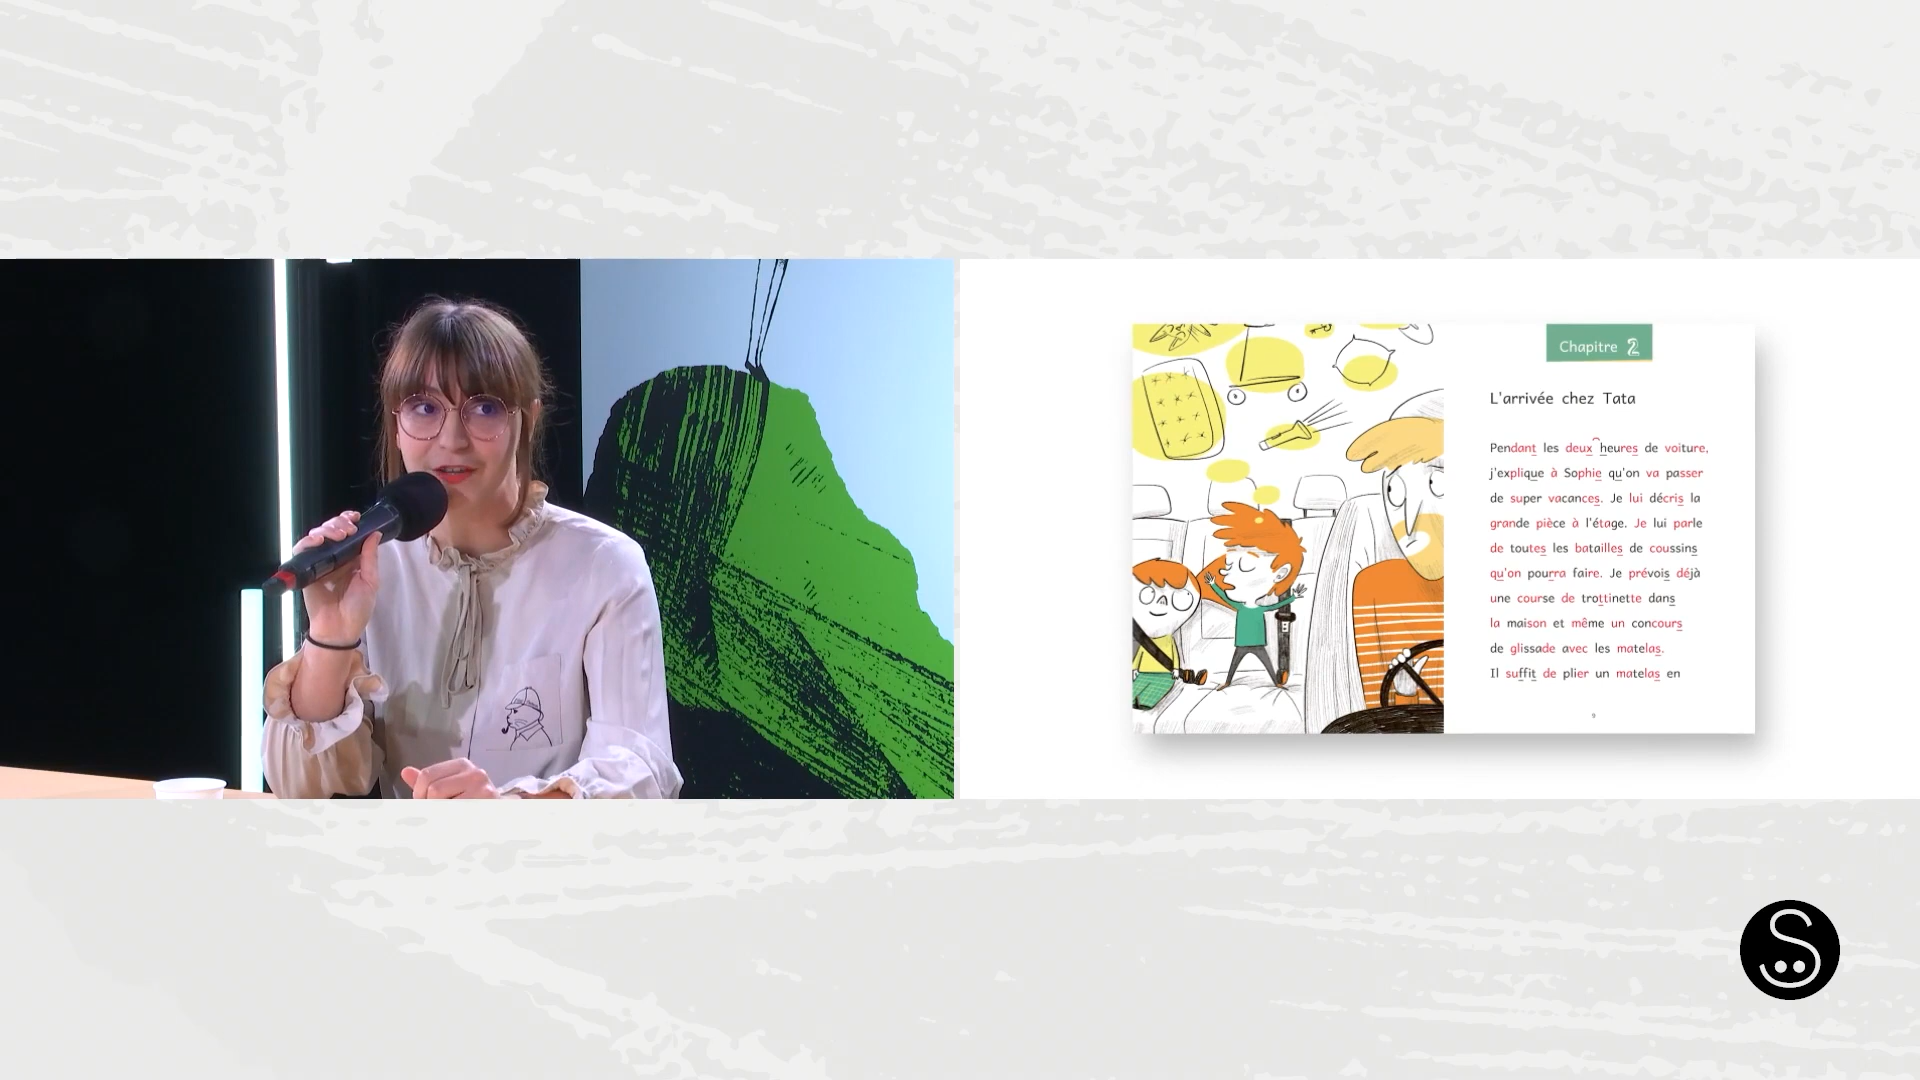 Chapitre 2
L'arrivée chez Tata
Pendant les deux heures de voiture,
j'explique à Sophie qu'on va passer
de super vacances. Je lui décris la
grande pièce à l'étage. Je lui parle
de toutes les batailles de coussins
qu'on pourra faire. Je prévois déjà
une course de trottinette dans
la maison et même un concours
de glissade avec les matelas.
Il suffit de plier un matelas en
9
S